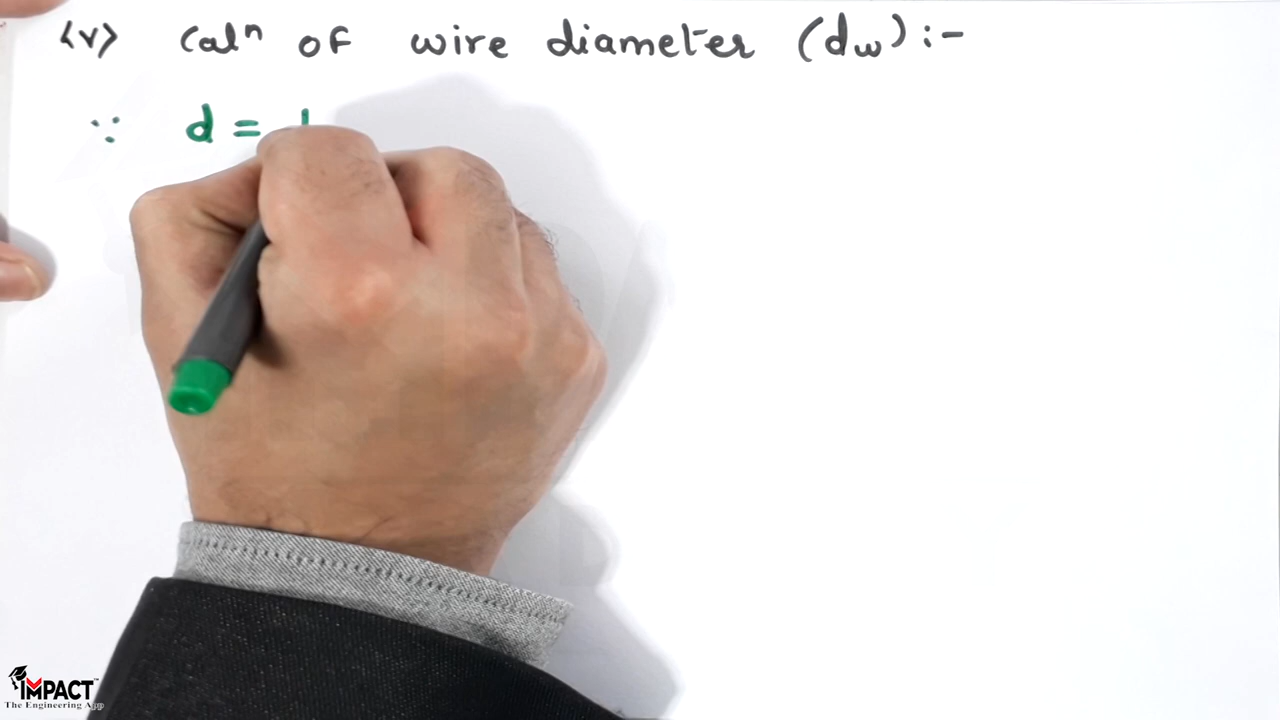 <v> Calⁿ of wire diameter (dw) :-
∵ d =
IMPACT
The Engineering App